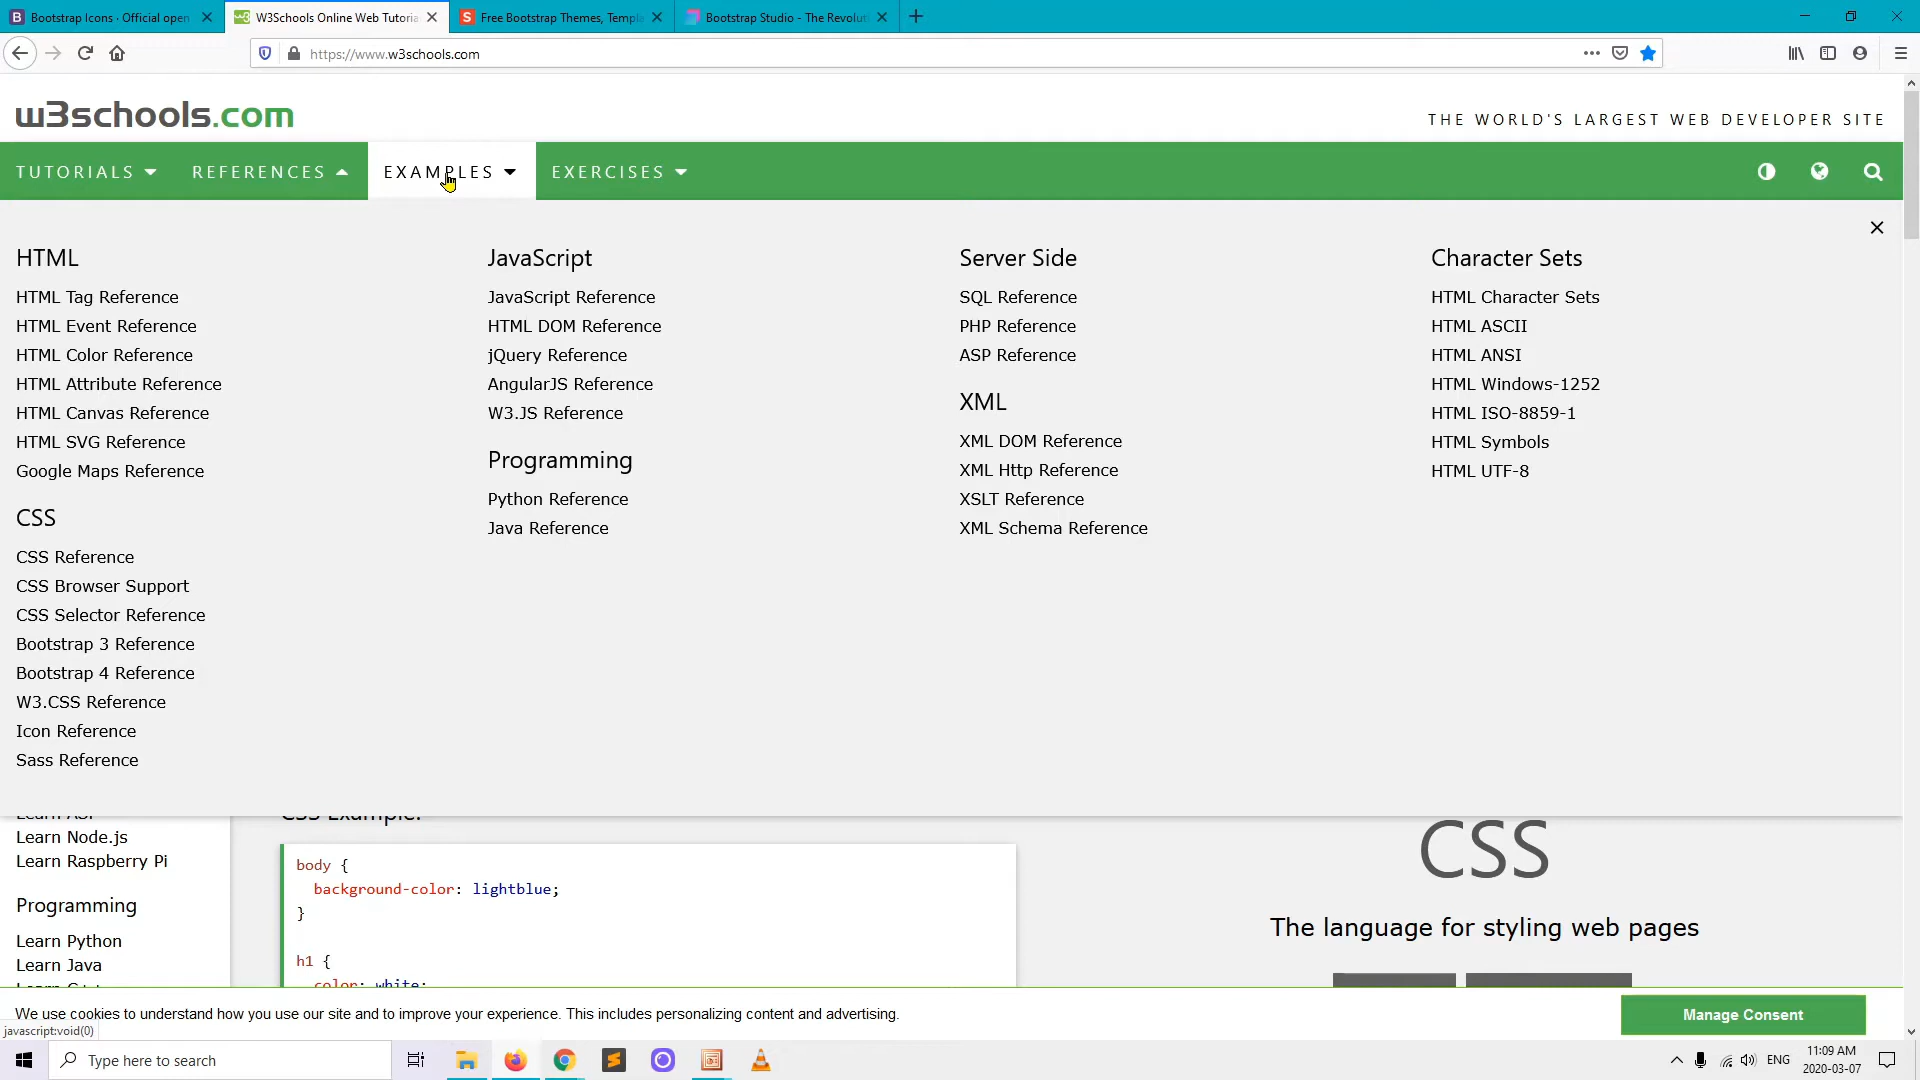 Bootstrap Icons · Official open
W3Schools Online Web Tutoria
Free Bootstrap Themes, Templa
Bootstrap Studio - The Revoluti
https://www.w3schools.com
w3schools.com
THE WORLD'S LARGEST WEB DEVELOPER SITE
TUTORIALS
REFERENCES
EXAMPLES
EXERCISES
HTML
HTML Tag Reference
HTML Event Reference
HTML Color Reference
HTML Attribute Reference
HTML Canvas Reference
HTML SVG Reference
Google Maps Reference
CSS
CSS Reference
CSS Browser Support
CSS Selector Reference
Bootstrap 3 Reference
Bootstrap 4 Reference
W3.CSS Reference
Icon Reference
Sass Reference
JavaScript
JavaScript Reference
HTML DOM Reference
jQuery Reference
AngularJS Reference
W3.JS Reference
Programming
Python Reference
Java Reference
Server Side
SQL Reference
PHP Reference
ASP Reference
XML
XML DOM Reference
XML Http Reference
XSLT Reference
XML Schema Reference
Character Sets
HTML Character Sets
HTML ASCII
HTML ANSI
HTML Windows-1252
HTML ISO-8859-1
HTML Symbols
HTML UTF-8
Learn ASP
Learn Node.js
Learn Raspberry Pi
Programming
Learn Python
Learn Java
CSS Example:
body {
background-color: lightblue;
}
h1 {
color: white;
CSS
The language for styling web pages
We use cookies to understand how you use our site and to improve your experience. This includes personalizing content and advertising.
Manage Consent
javascript:void(0)
Type here to search
ENG
11:09 AM
2020-03-07